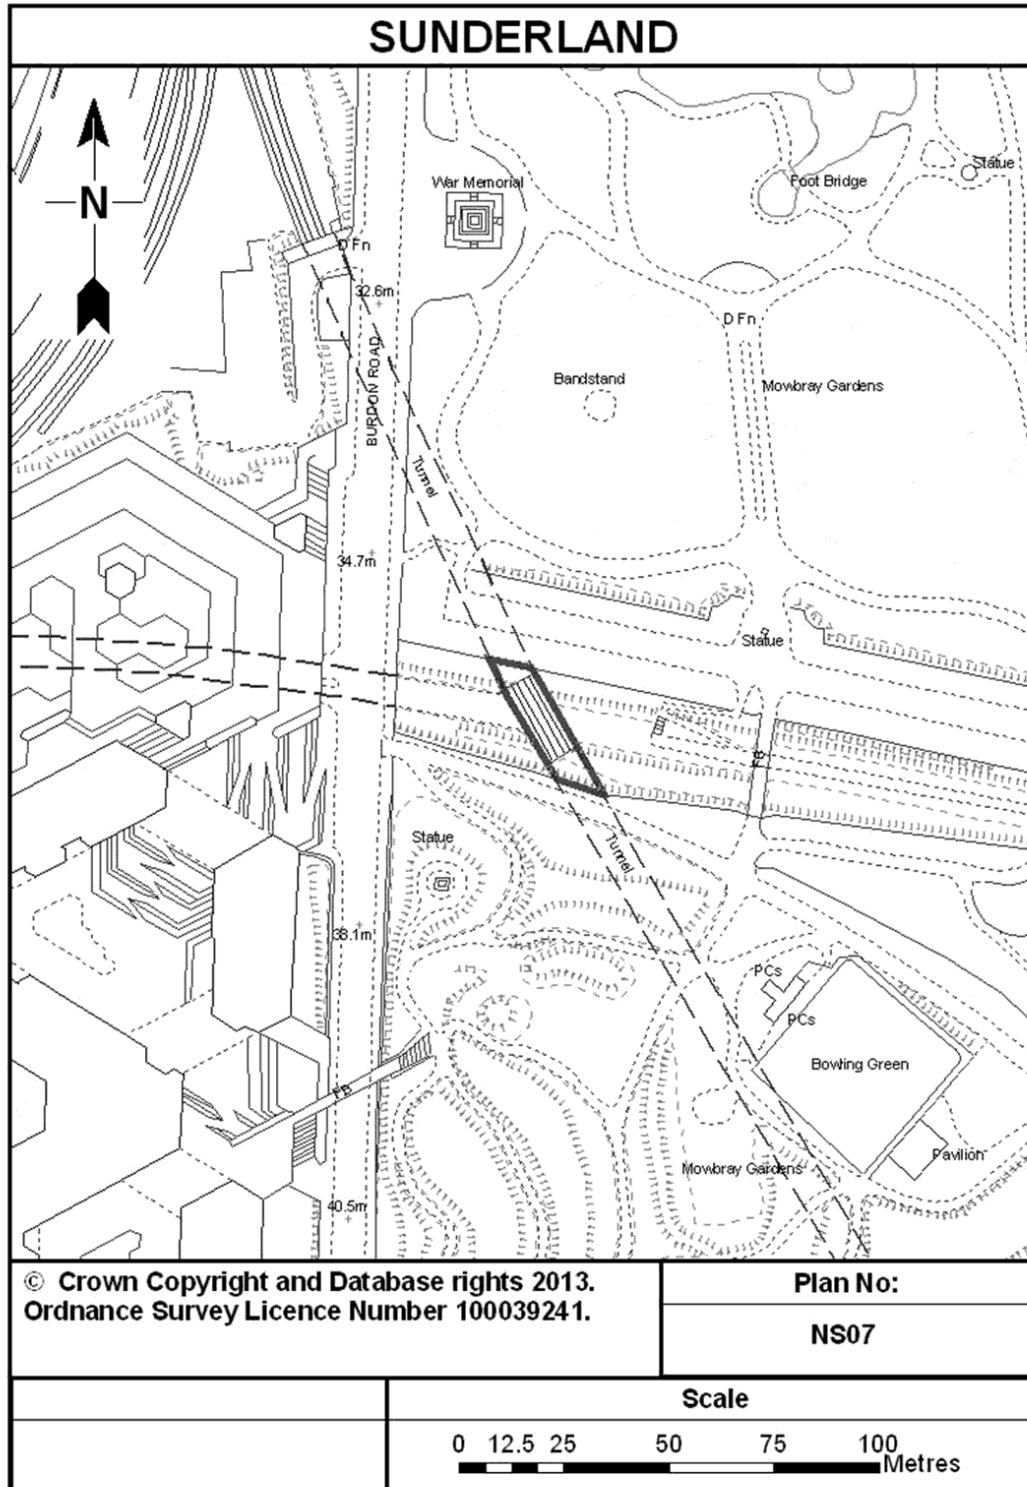 SUNDERLAND
N
War Memorial
Foot Bridge
Statue
D Fn
32.6m
D Fn
BURDON ROAD
Bandstand
Mowbray Gardens
Tunnel
34.7m
Statue
FB
Statue
Tunnel
38.1m
PCs
PCs
Bowling Green
FB
Pavilion
Mowbray Gardens
40.5m
© Crown Copyright and Database rights 2013.
Ordnance Survey Licence Number 100039241.
Plan No:
NS07
Scale
0 12.5 25 50 75 100
Metres